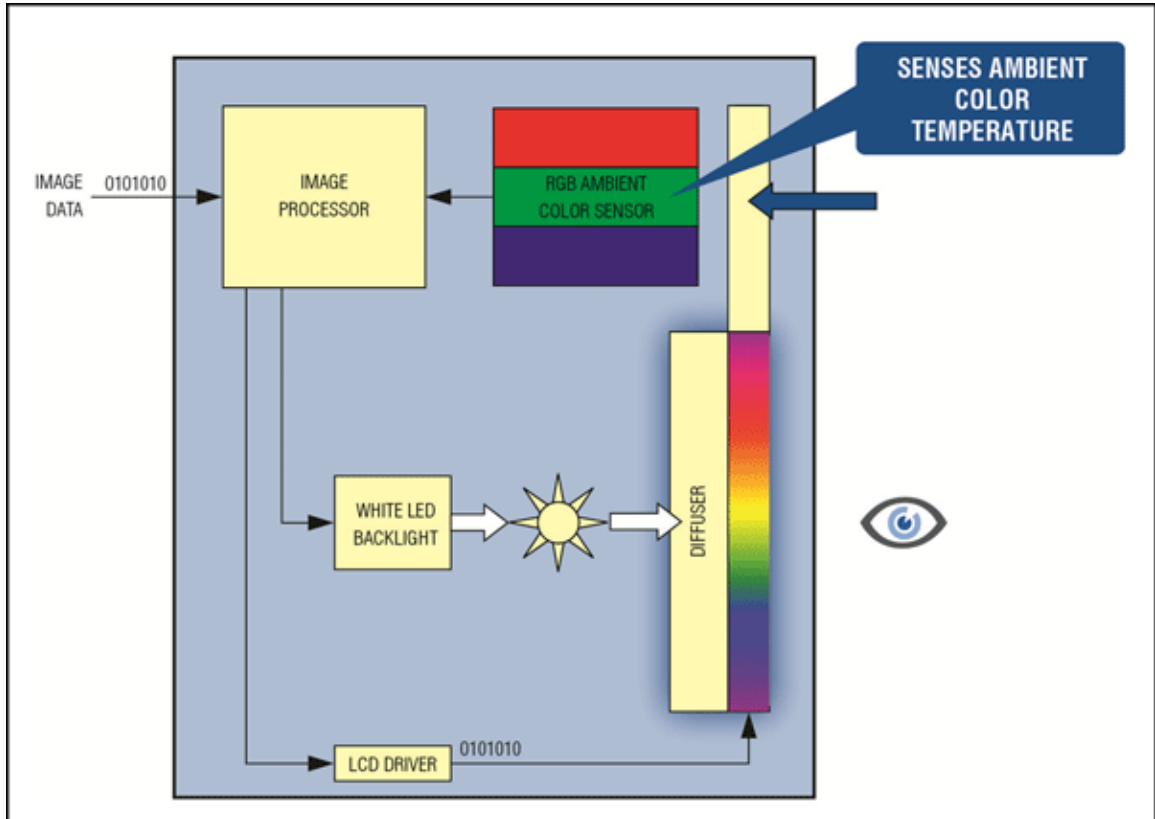 SENSES AMBIENT
COLOR
TEMPERATURE
IMAGE
DATA
0101010
IMAGE
PROCESSOR
RGB AMBIENT
COLOR SENSOR
WHITE LED
BACKLIGHT
DIFFUSER
LCD DRIVER
0101010